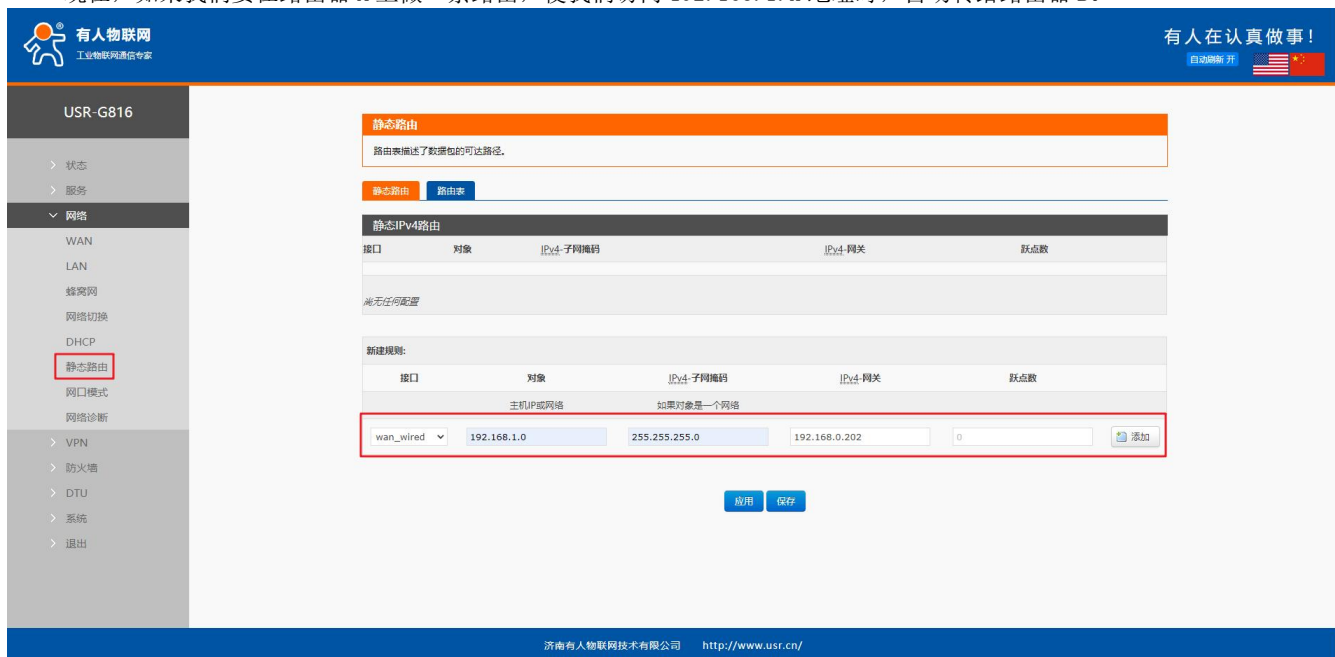 有人物联网
工业物联网通信专家
有人在认真做事!
自动刷新 开
USR-G816
状态
服务
网络
WAN
LAN
蜂窝网
网络切换
DHCP
静态路由
网口模式
网络诊断
VPN
防火墙
DTU
系统
退出
静态路由
路由表描述了数据包的可达路径。
静态路由 路由表
静态IPv4路由
接口 对象 IPv4-子网掩码 IPv4-网关 跃点数
尚无任何配置
新建规则:
接口 对象 IPv4-子网掩码 IPv4-网关 跃点数
主机IP或网络 如果对象是一个网络
wan_wired 192.168.1.0 255.255.255.0 192.168.0.202 0 添加
应用 保存
济南有人物联网技术有限公司 http://www.usr.cn/